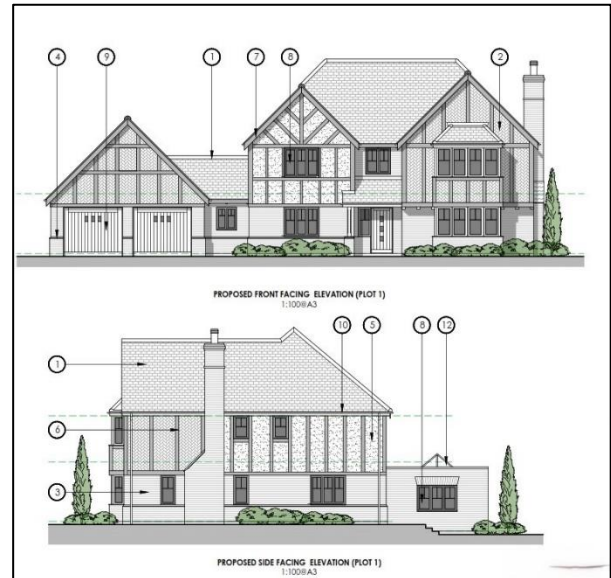 4 9 1 7 8 2
PROPOSED FRONT FACING ELEVATION (PLOT 1)
1:100@A3
10 5 8 12
1
6
3
PROPOSED SIDE FACING ELEVATION (PLOT 1)
1:100@A3